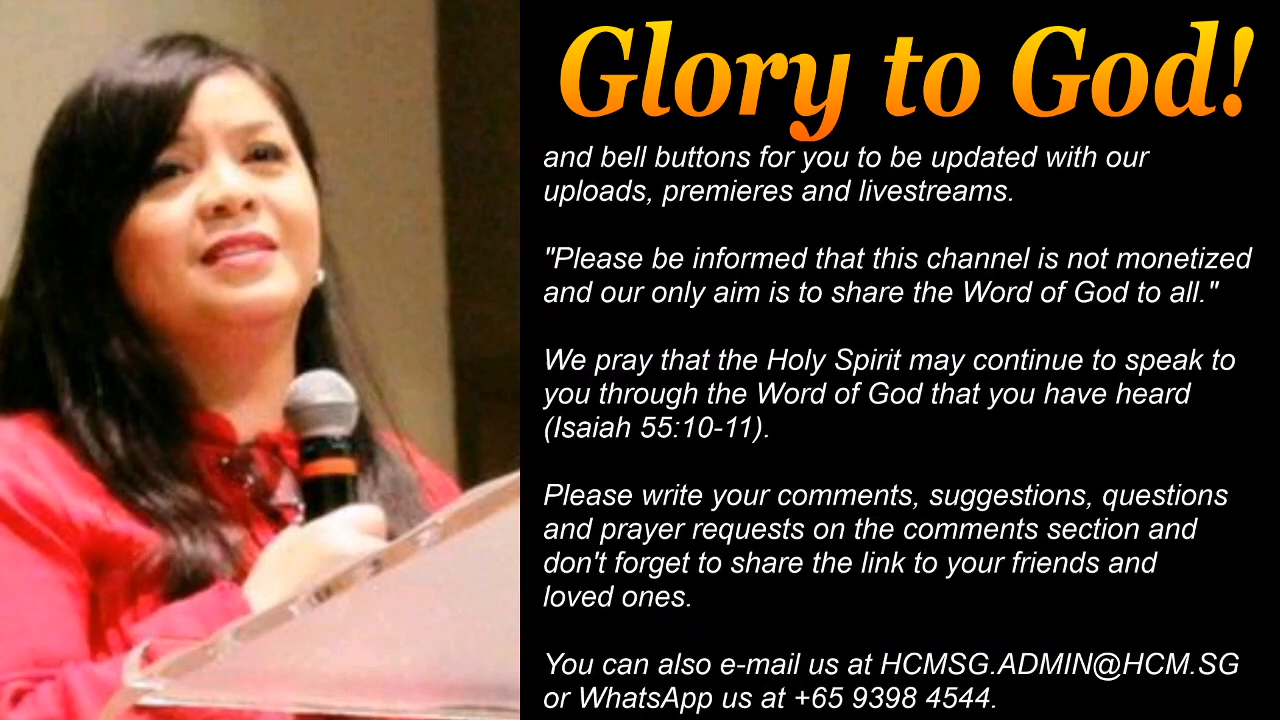 Glory to God!
and bell buttons for you to be updated with our
uploads, premieres and livestreams.
"Please be informed that this channel is not monetized
and our only aim is to share the Word of God to all."
We pray that the Holy Spirit may continue to speak to
you through the Word of God that you have heard
(Isaiah 55:10-11).
Please write your comments, suggestions, questions
and prayer requests on the comments section and
don't forget to share the link to your friends and
loved ones.
You can also e-mail us at HCMSG.ADMIN@HCM.SG
or WhatsApp us at +65 9398 4544.